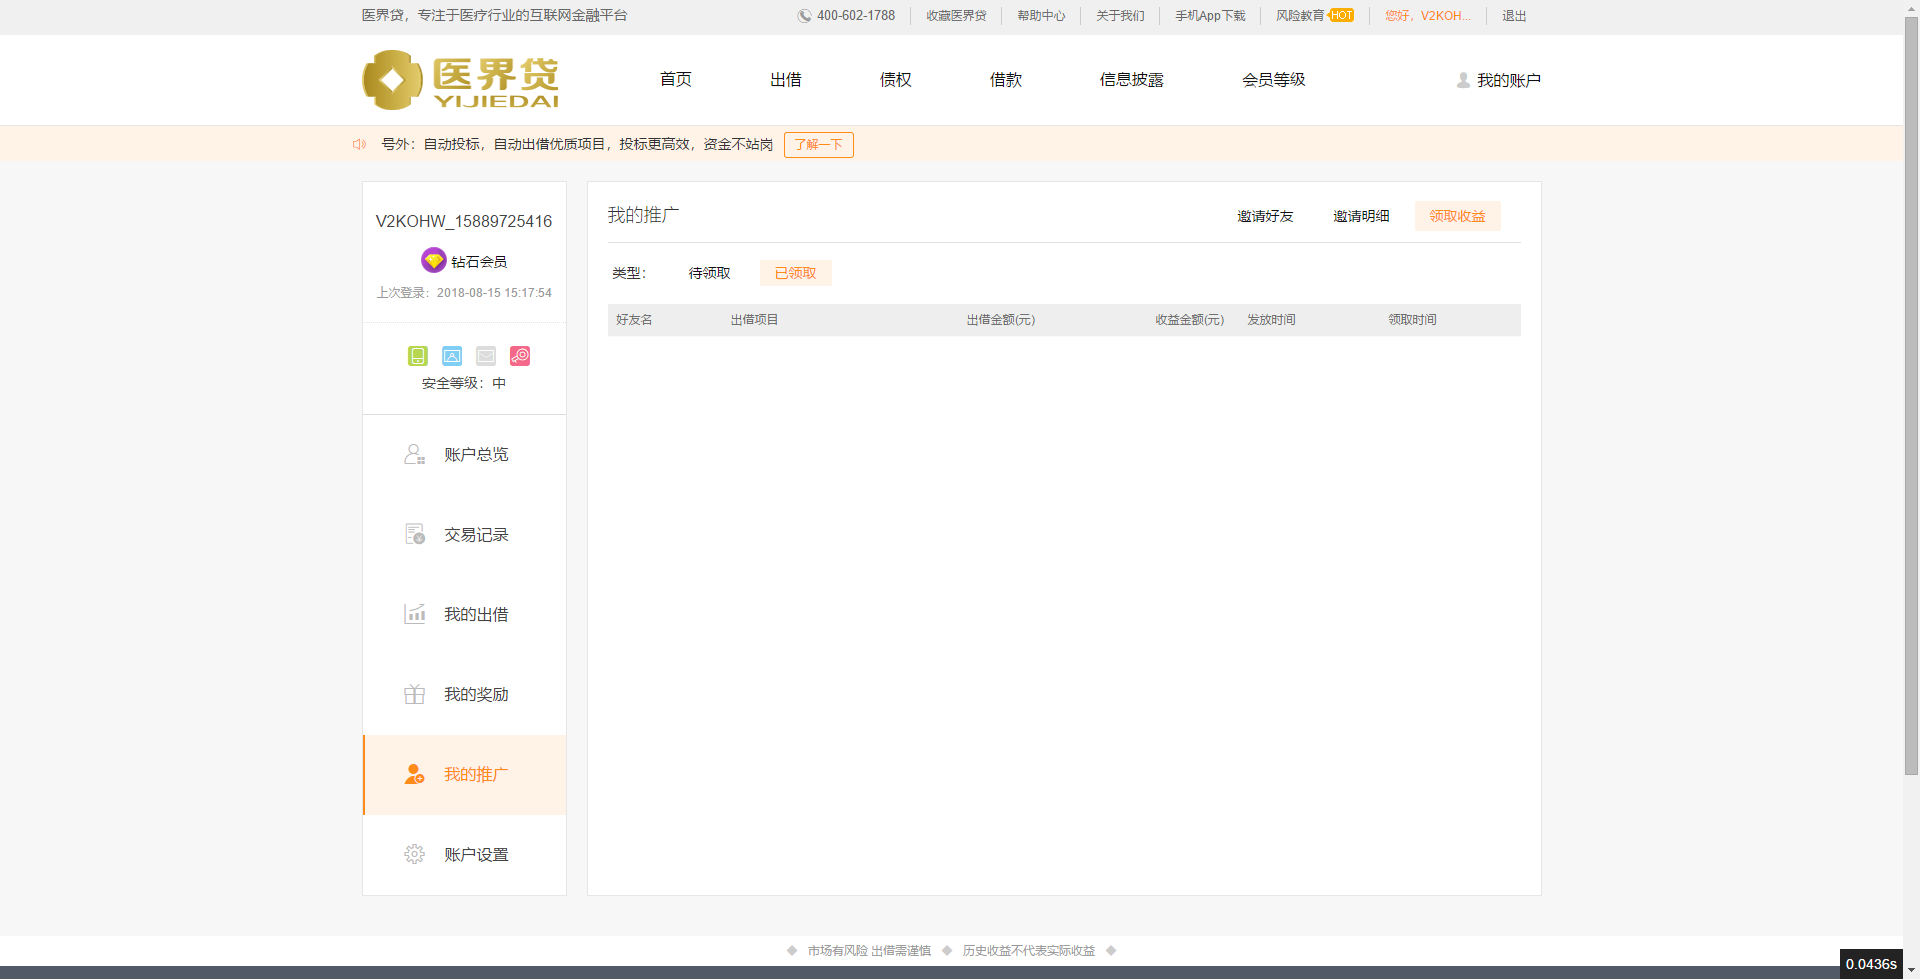 医界贷，专注于医疗行业的互联网金融平台 400-602-1788 收藏医界贷 帮助中心 关于我们 手机App下载 风险教育 HOT 您好，V2KOH... 退出
医界贷 YIJIEDAI 首页 出借 债权 借款 信息披露 会员等级 我的账户
号外：自动投标，自动出借优质项目，投标更高效，资金不站岗 了解一下
V2KOHW_15889725416
钻石会员
上次登录：2018-08-15 15:17:54
安全等级：中
账户总览
交易记录
我的出借
我的奖励
我的推广
账户设置
我的推广 邀请好友 邀请明细 领取收益
类型： 待领取 已领取
好友名 出借项目 出借金额(元) 收益金额(元) 发放时间 领取时间
市场有风险 出借需谨慎 历史收益不代表实际收益
0.0436s